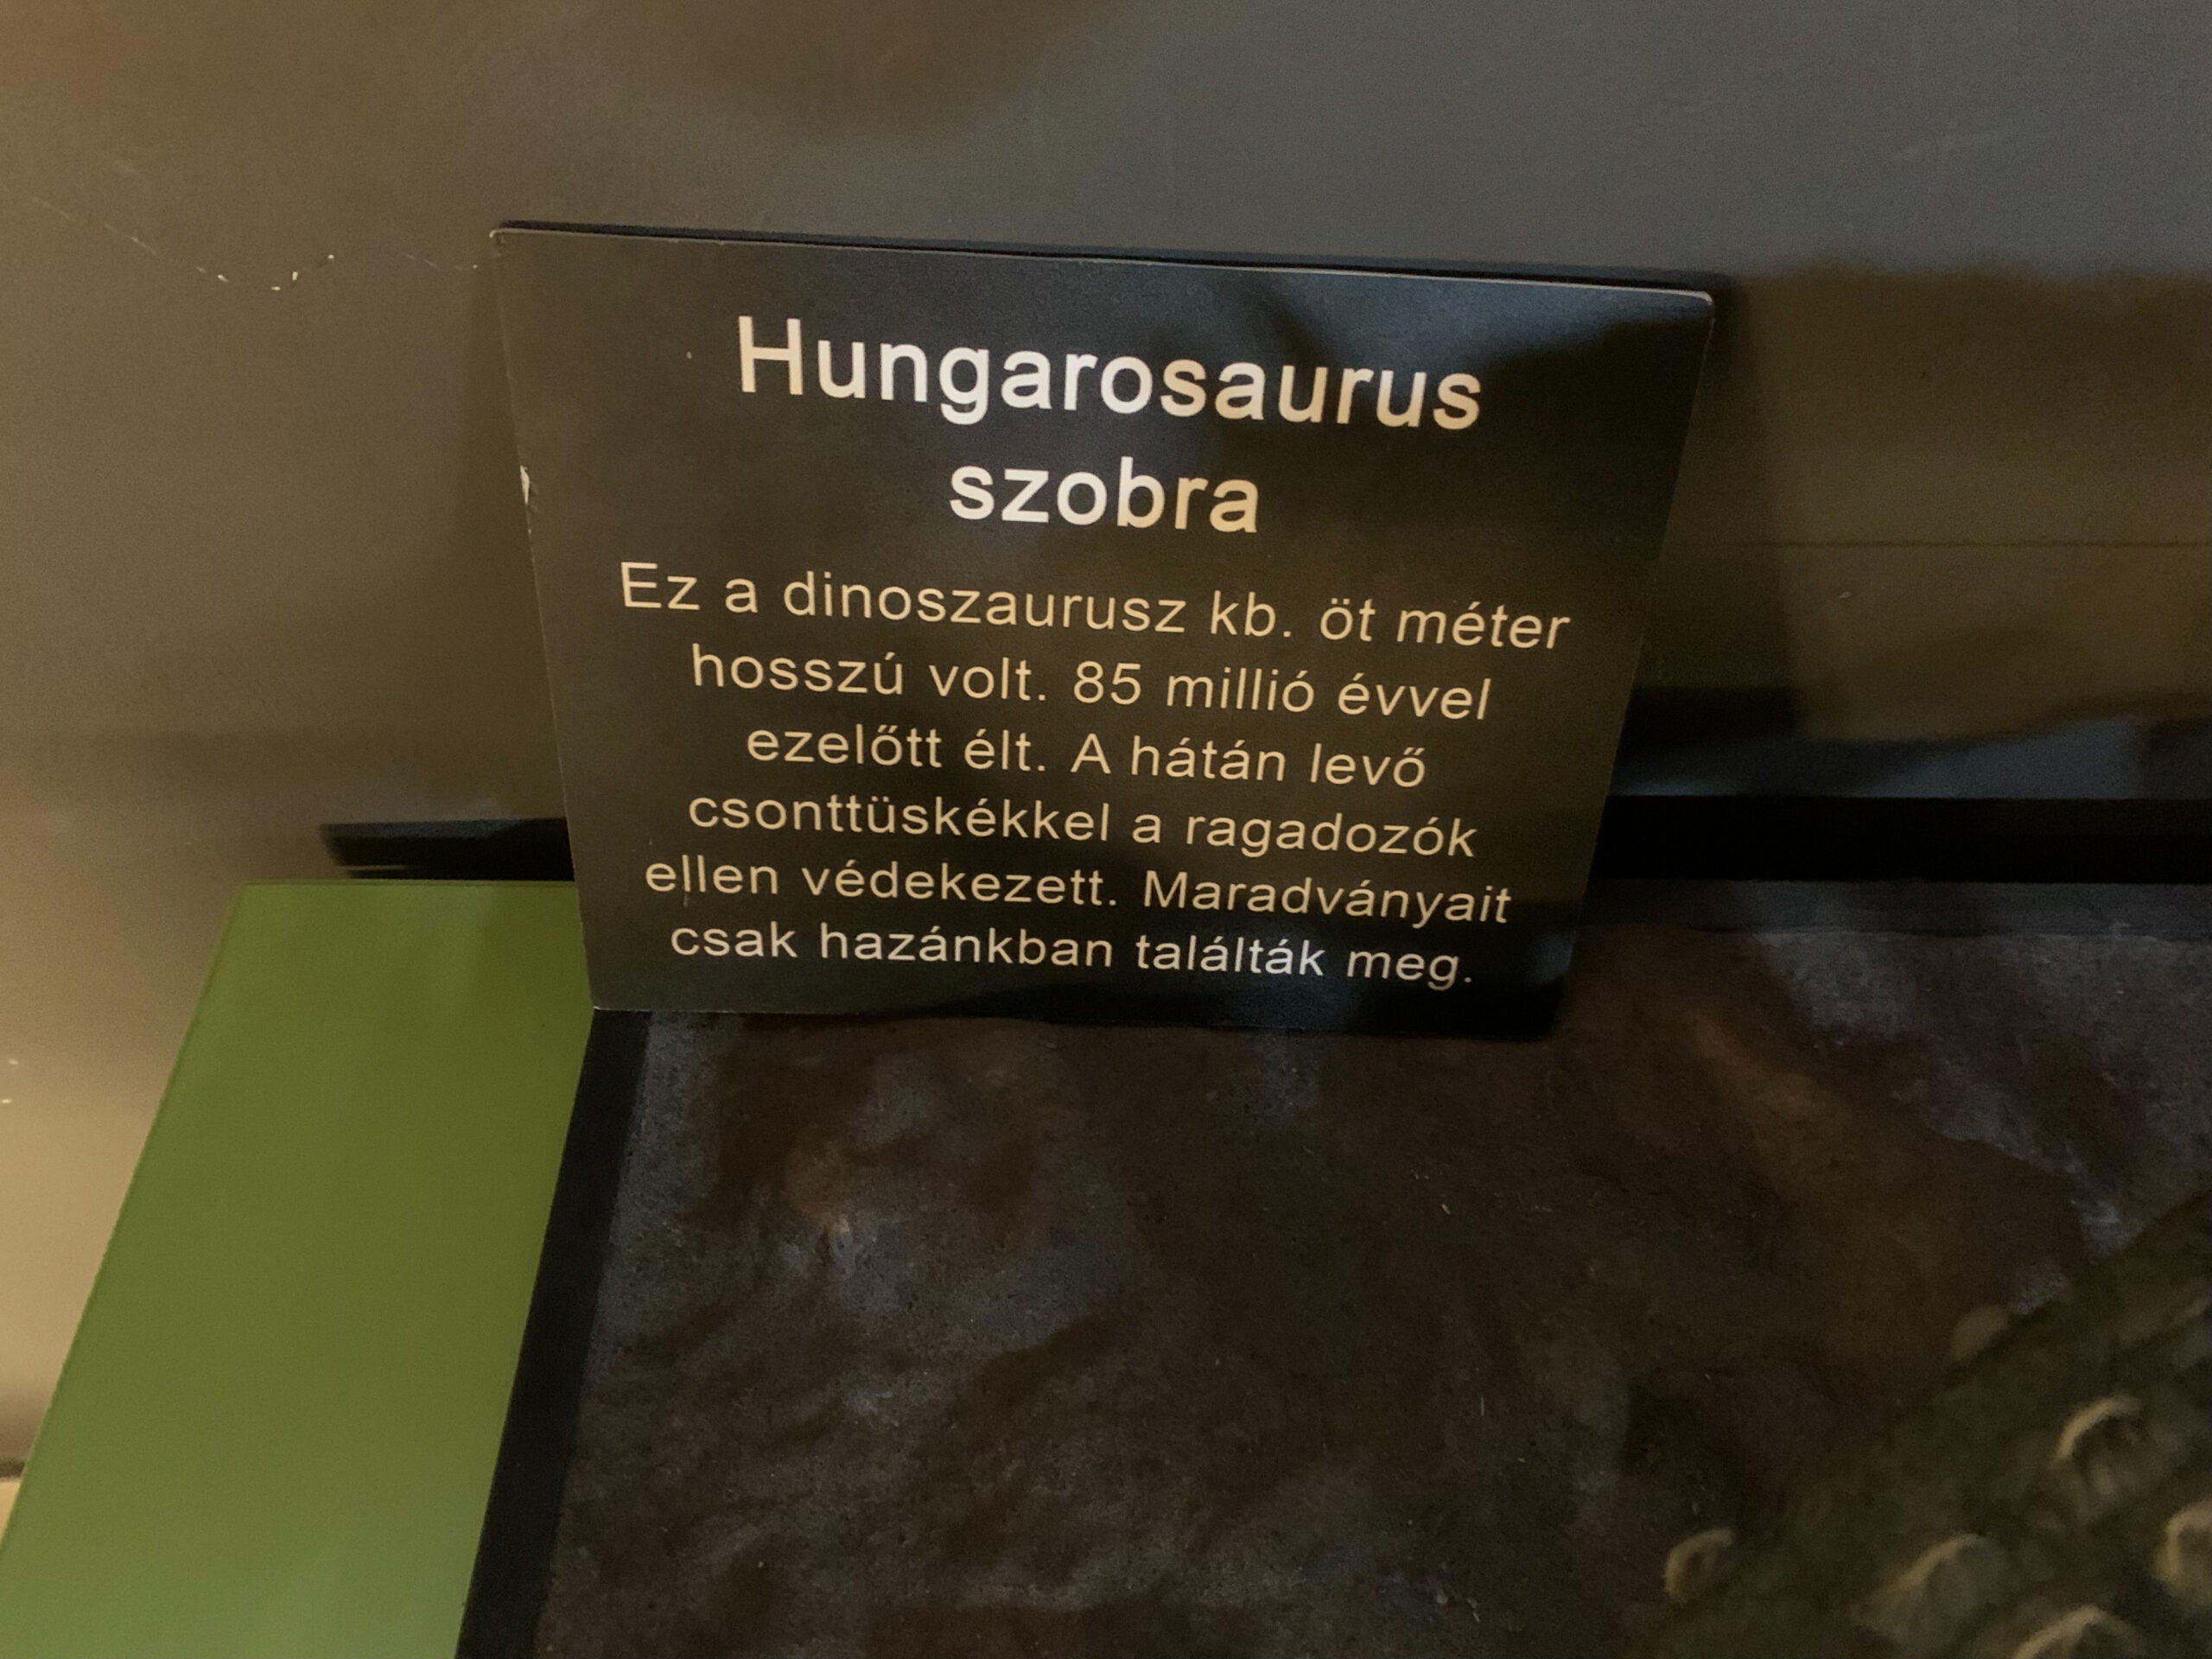 Hungarosaurus
szobra
Ez a dinoszaurusz kb. öt méter
hosszú volt. 85 millió évvel
ezelőtt élt. A hátán levő
csonttüskékkel a ragadozók
ellen védekezett. Maradványait
csak hazánkban találták meg.